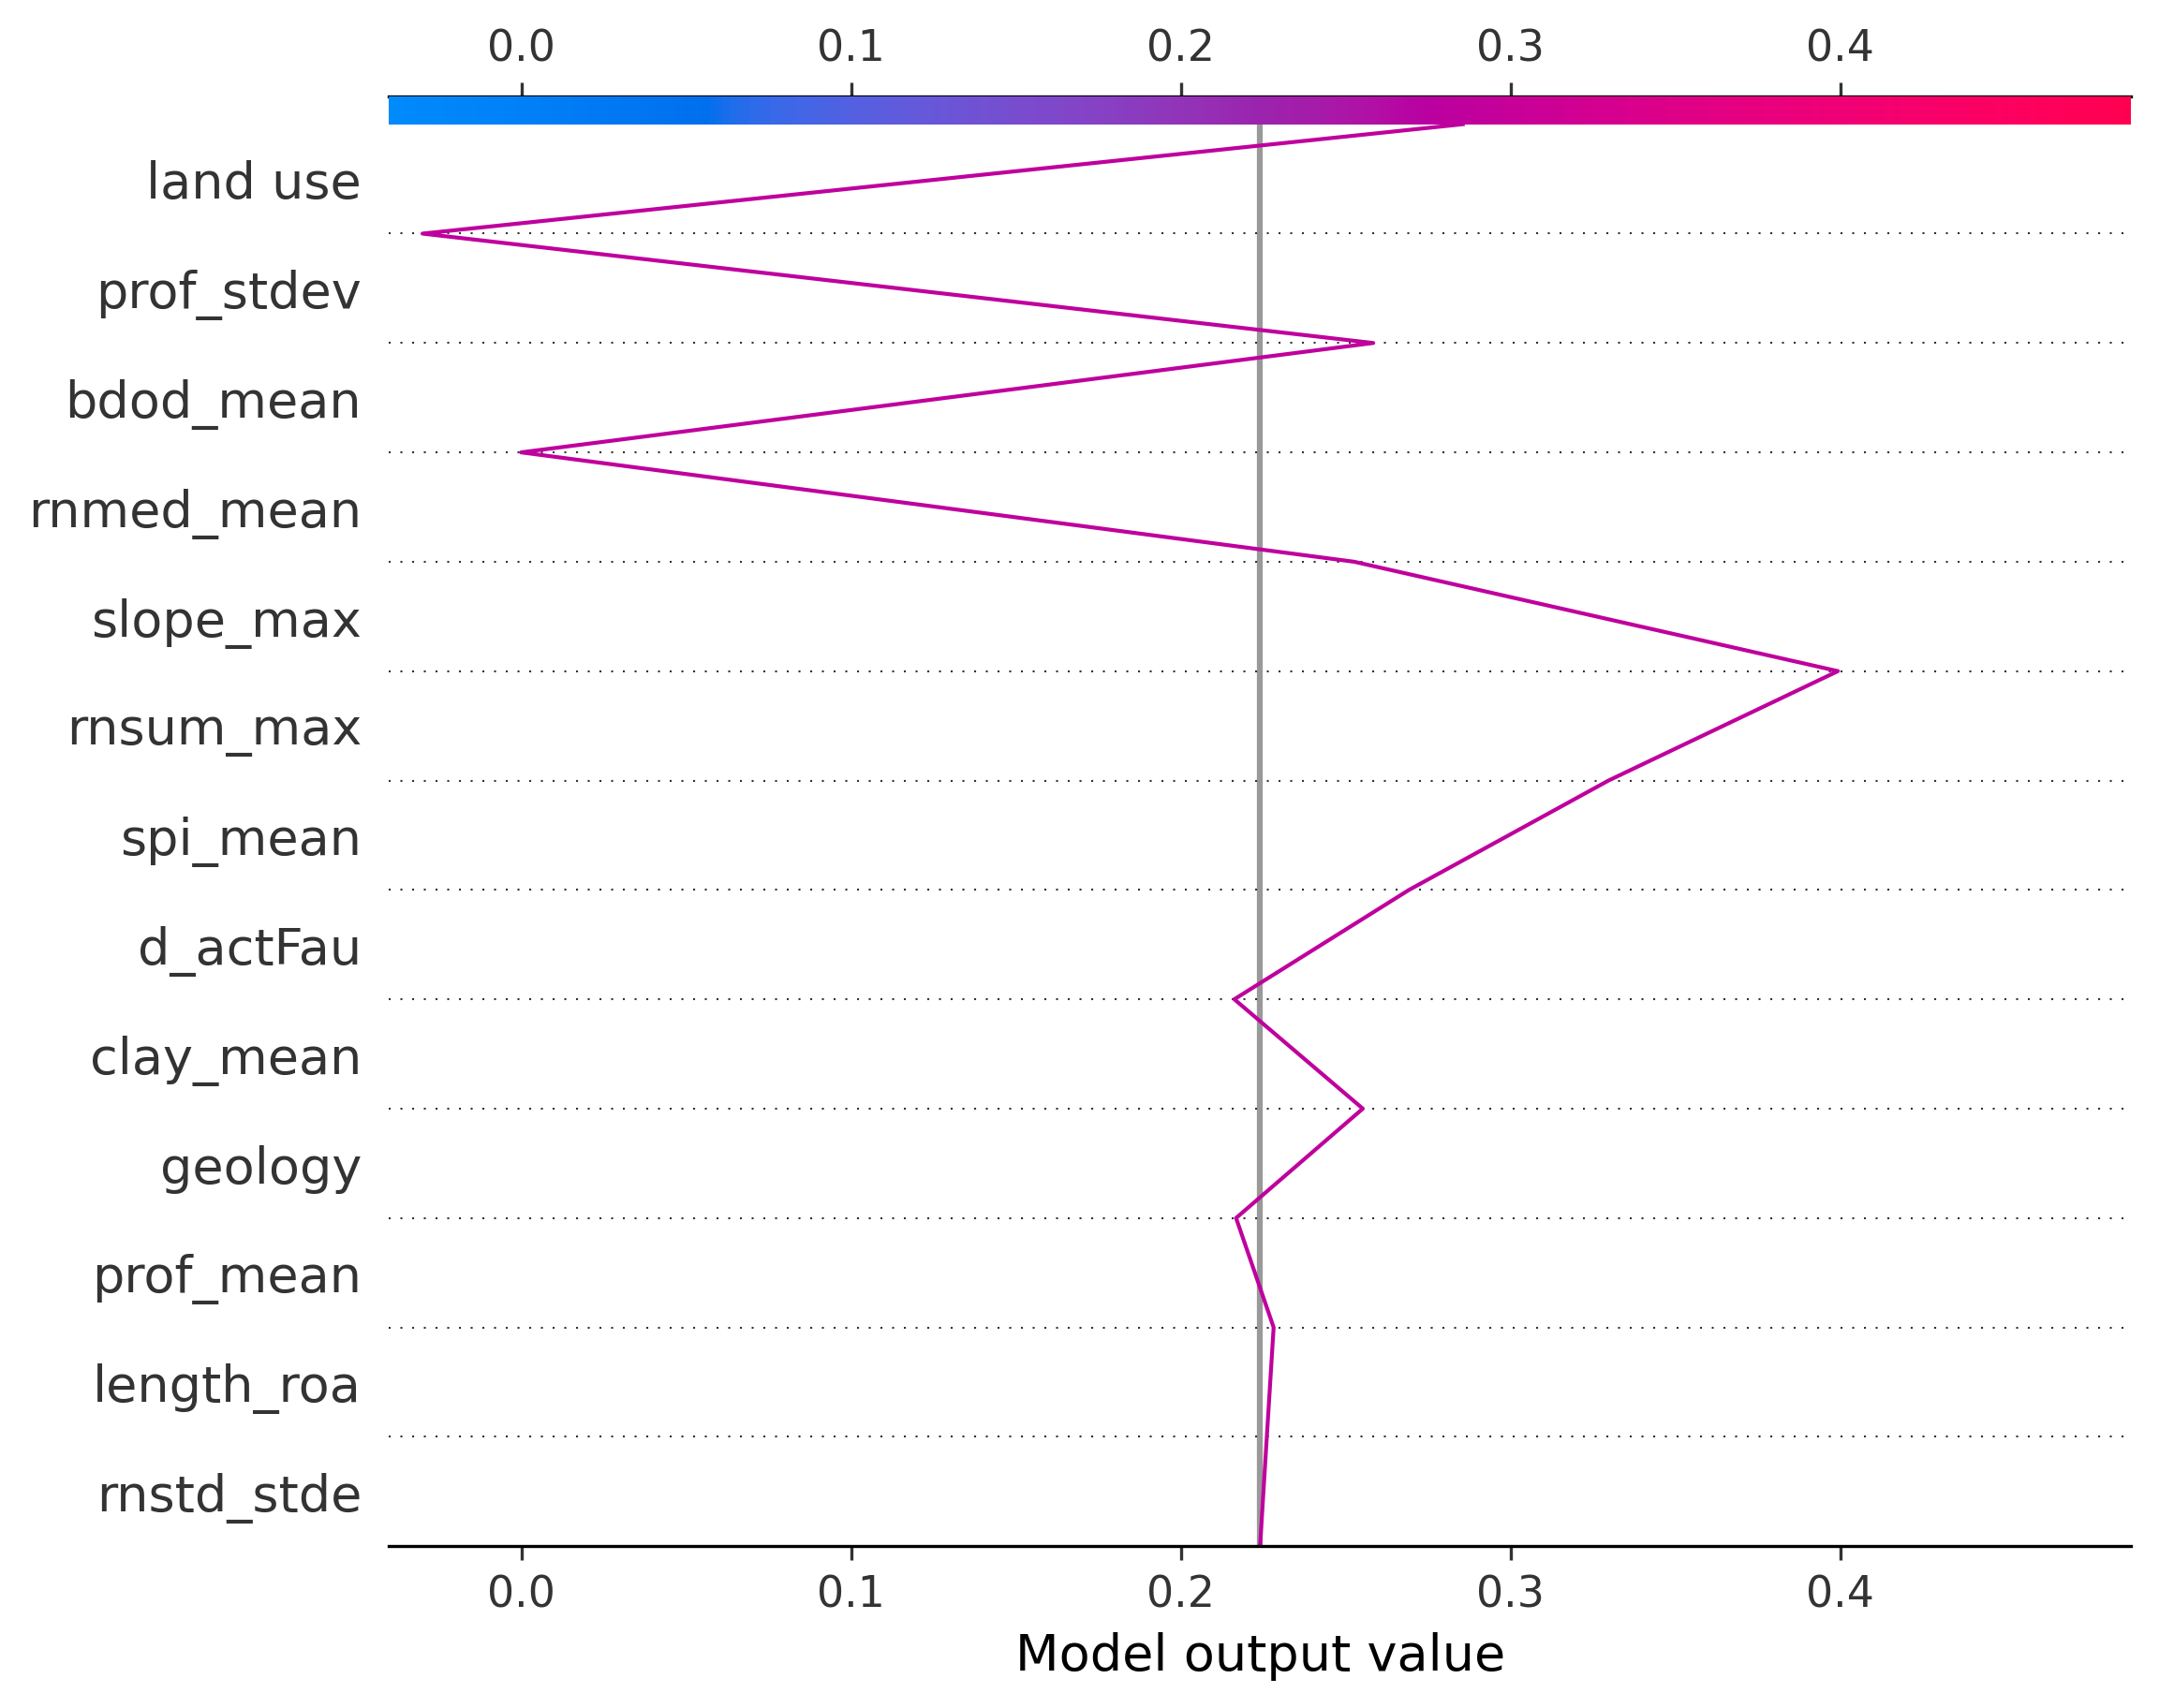 0.0 0.1 0.2 0.3 0.4
land use
prof_stdev
bdod_mean
rnmed_mean
slope_max
rnsum_max
spi_mean
d_actFau
clay_mean
geology
prof_mean
length_roa
rnstd_stde
0.0 0.1 0.2 0.3 0.4
Model output value